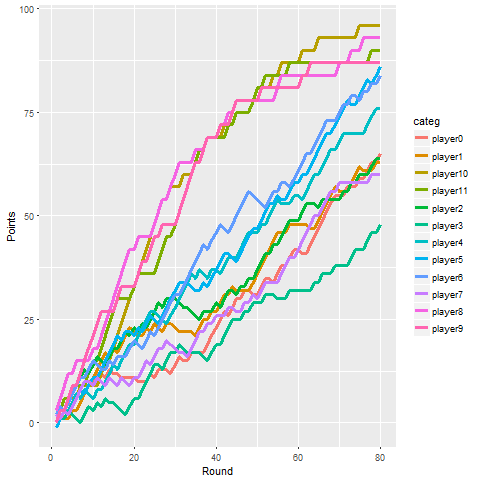 100
75
50
25
0
Points
0
20
40
60
80
Round
categ
player0
player1
player10
player11
player2
player3
player4
player5
player6
player7
player8
player9